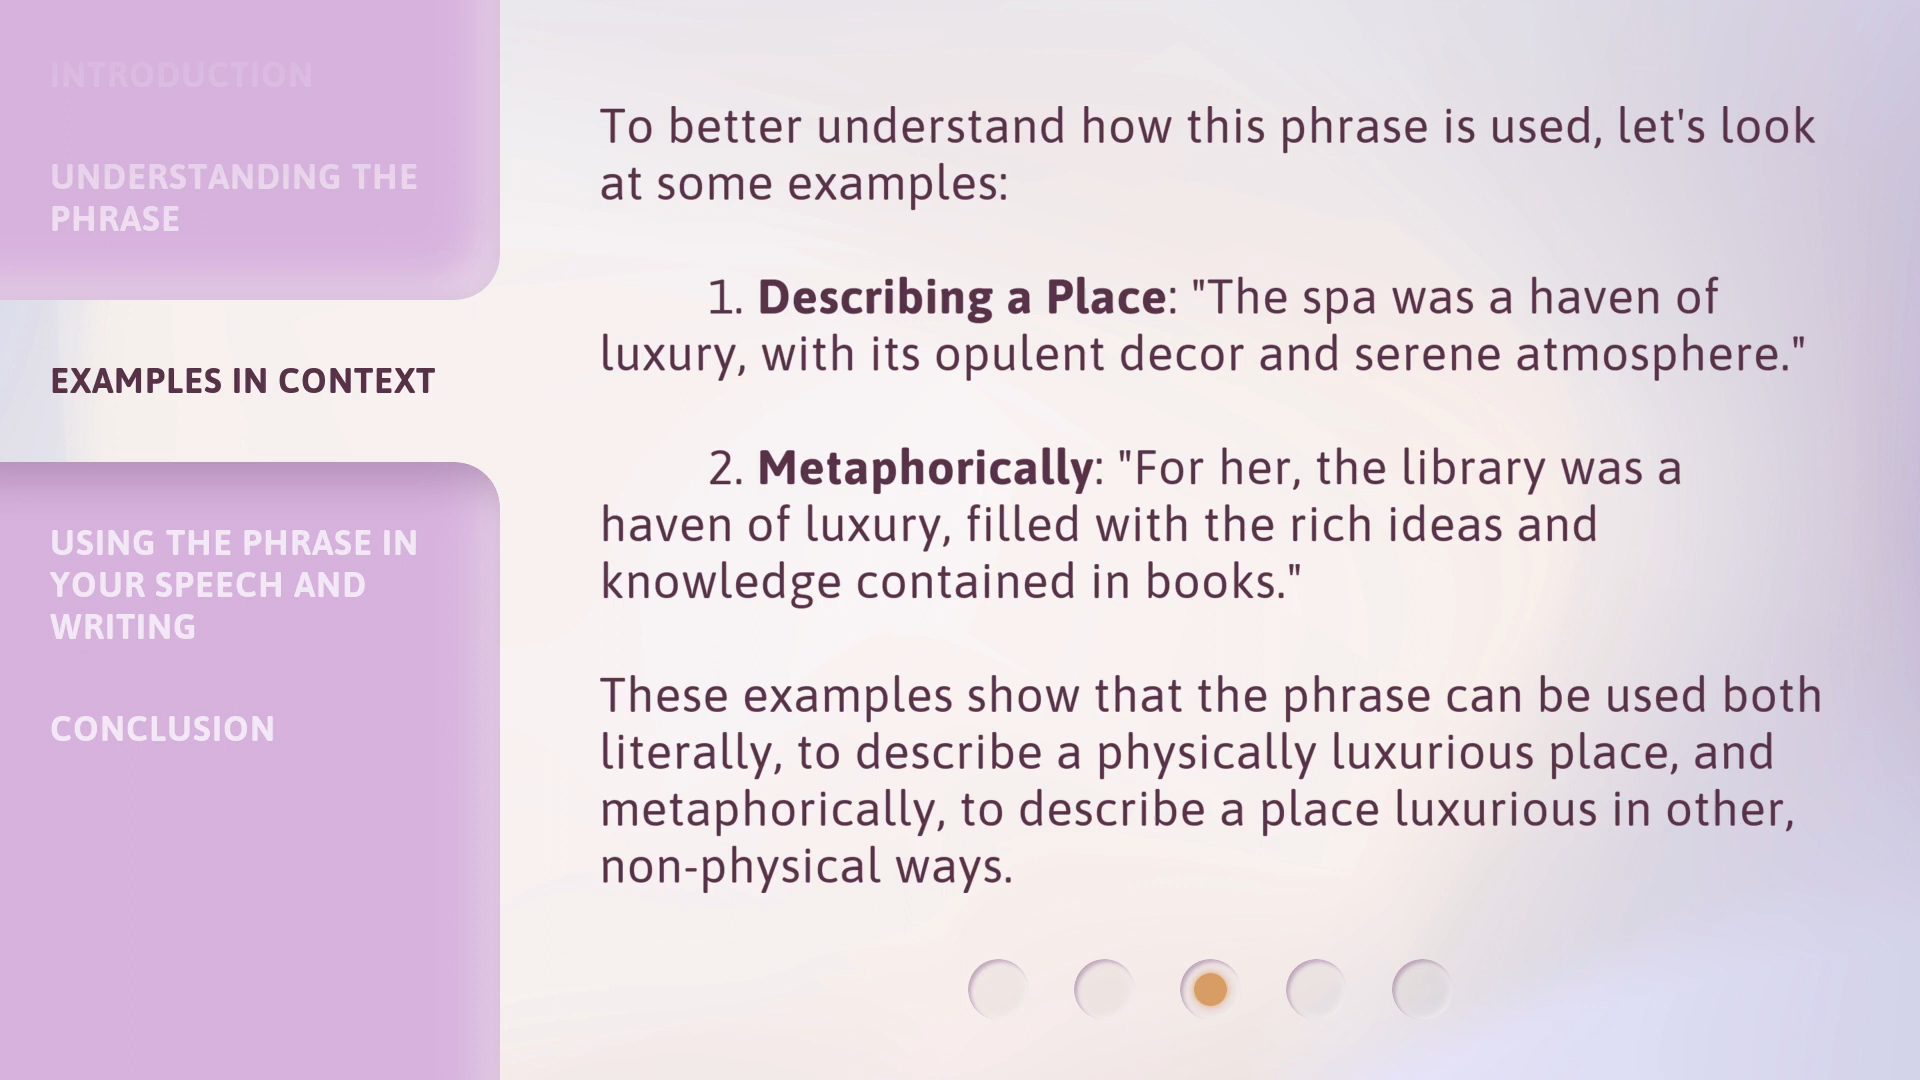 INTRODUCTION
UNDERSTANDING THE
PHRASE
EXAMPLES IN CONTEXT
USING THE PHRASE IN
YOUR SPEECH AND
WRITING
CONCLUSION
To better understand how this phrase is used, let's look
at some examples:
1. Describing a Place: "The spa was a haven of
luxury, with its opulent decor and serene atmosphere."
2. Metaphorically: "For her, the library was a
haven of luxury, filled with the rich ideas and
knowledge contained in books."
These examples show that the phrase can be used both
literally, to describe a physically luxurious place, and
metaphorically, to describe a place luxurious in other,
non-physical ways.